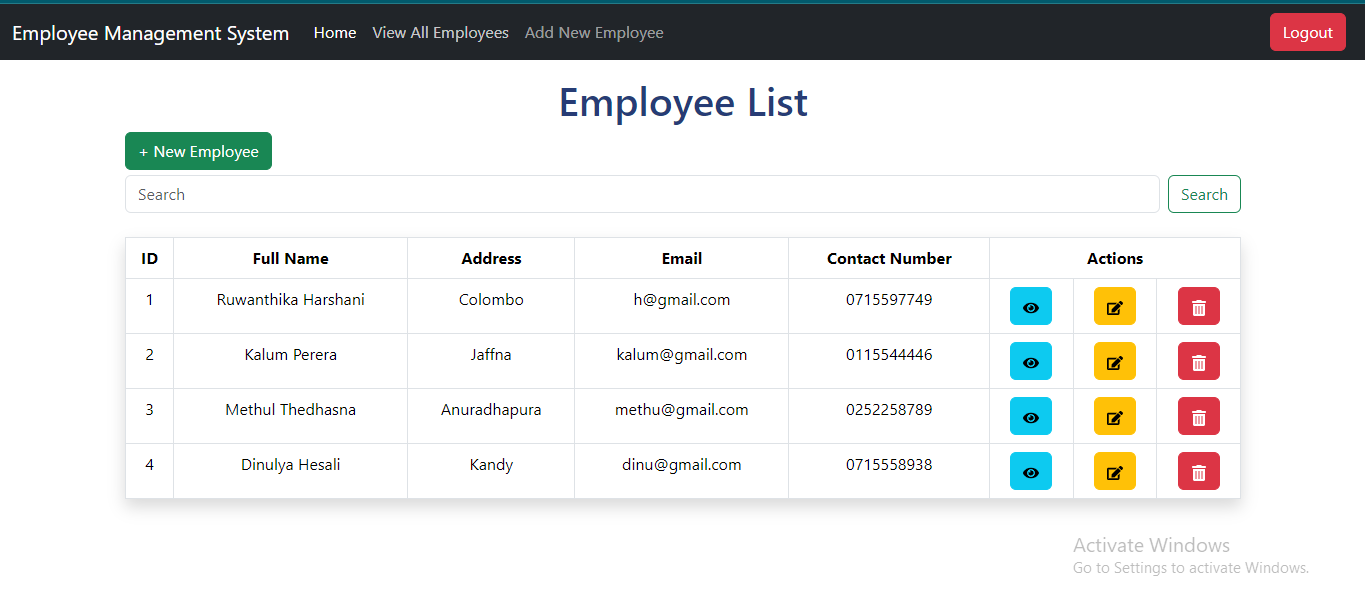 Employee Management System Home View All Employees Add New Employee Logout
Employee List
+ New Employee
Search Search
ID Full Name Address Email Contact Number Actions
1 Ruwanthika Harshani Colombo h@gmail.com 0715597749
2 Kalum Perera Jaffna kalum@gmail.com 0115544446
3 Methul Thedhasna Anuradhapura methu@gmail.com 0252258789
4 Dinulya Hesali Kandy dinu@gmail.com 0715558938
Activate Windows
Go to Settings to activate Windows.